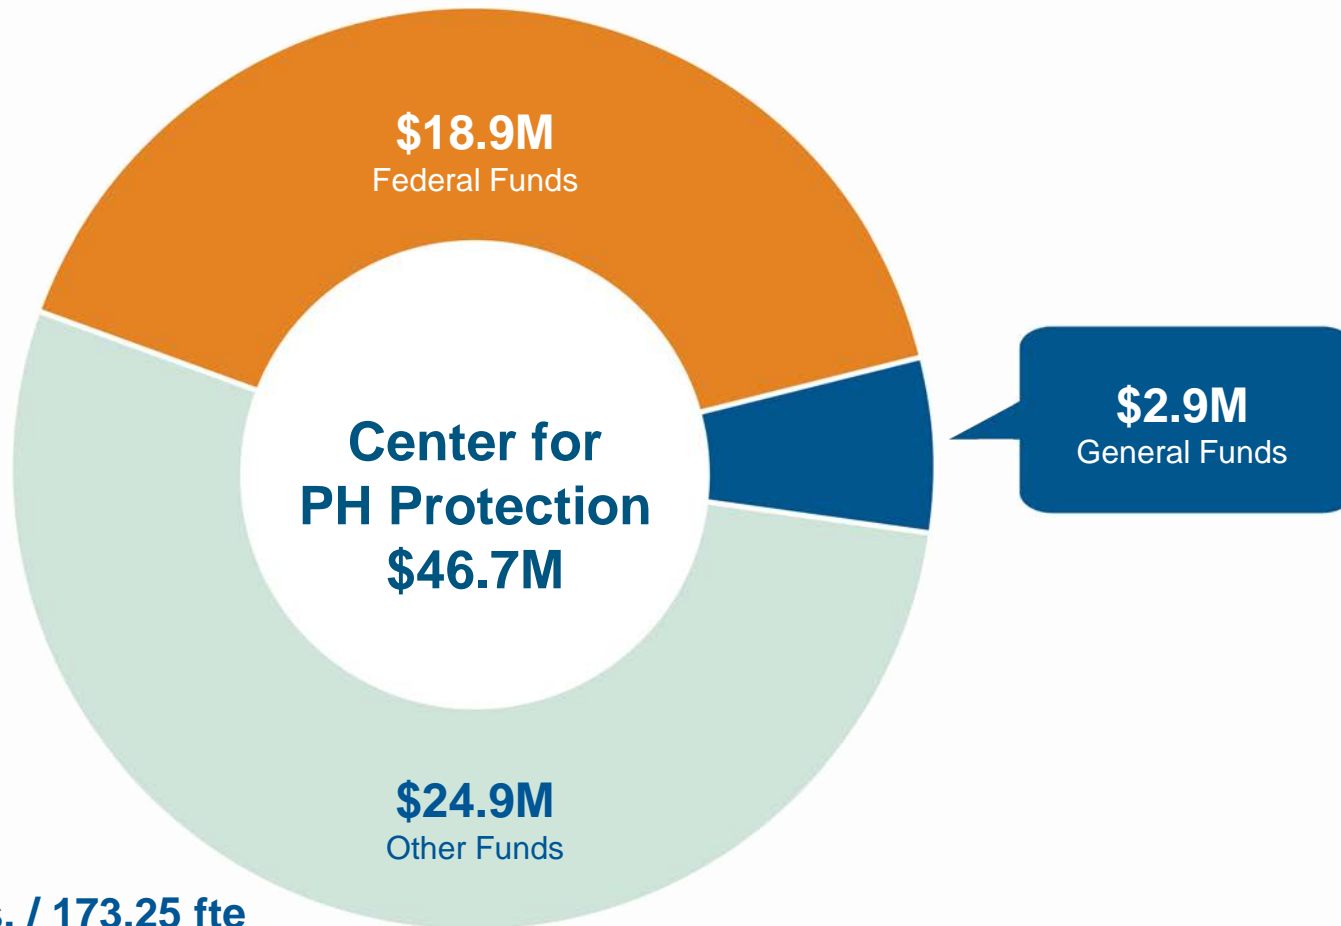 $18.9M
Federal Funds
$2.9M
General Funds
Center for
PH Protection
$46.7M
$24.9M
Other Funds
/ 173.25 fte